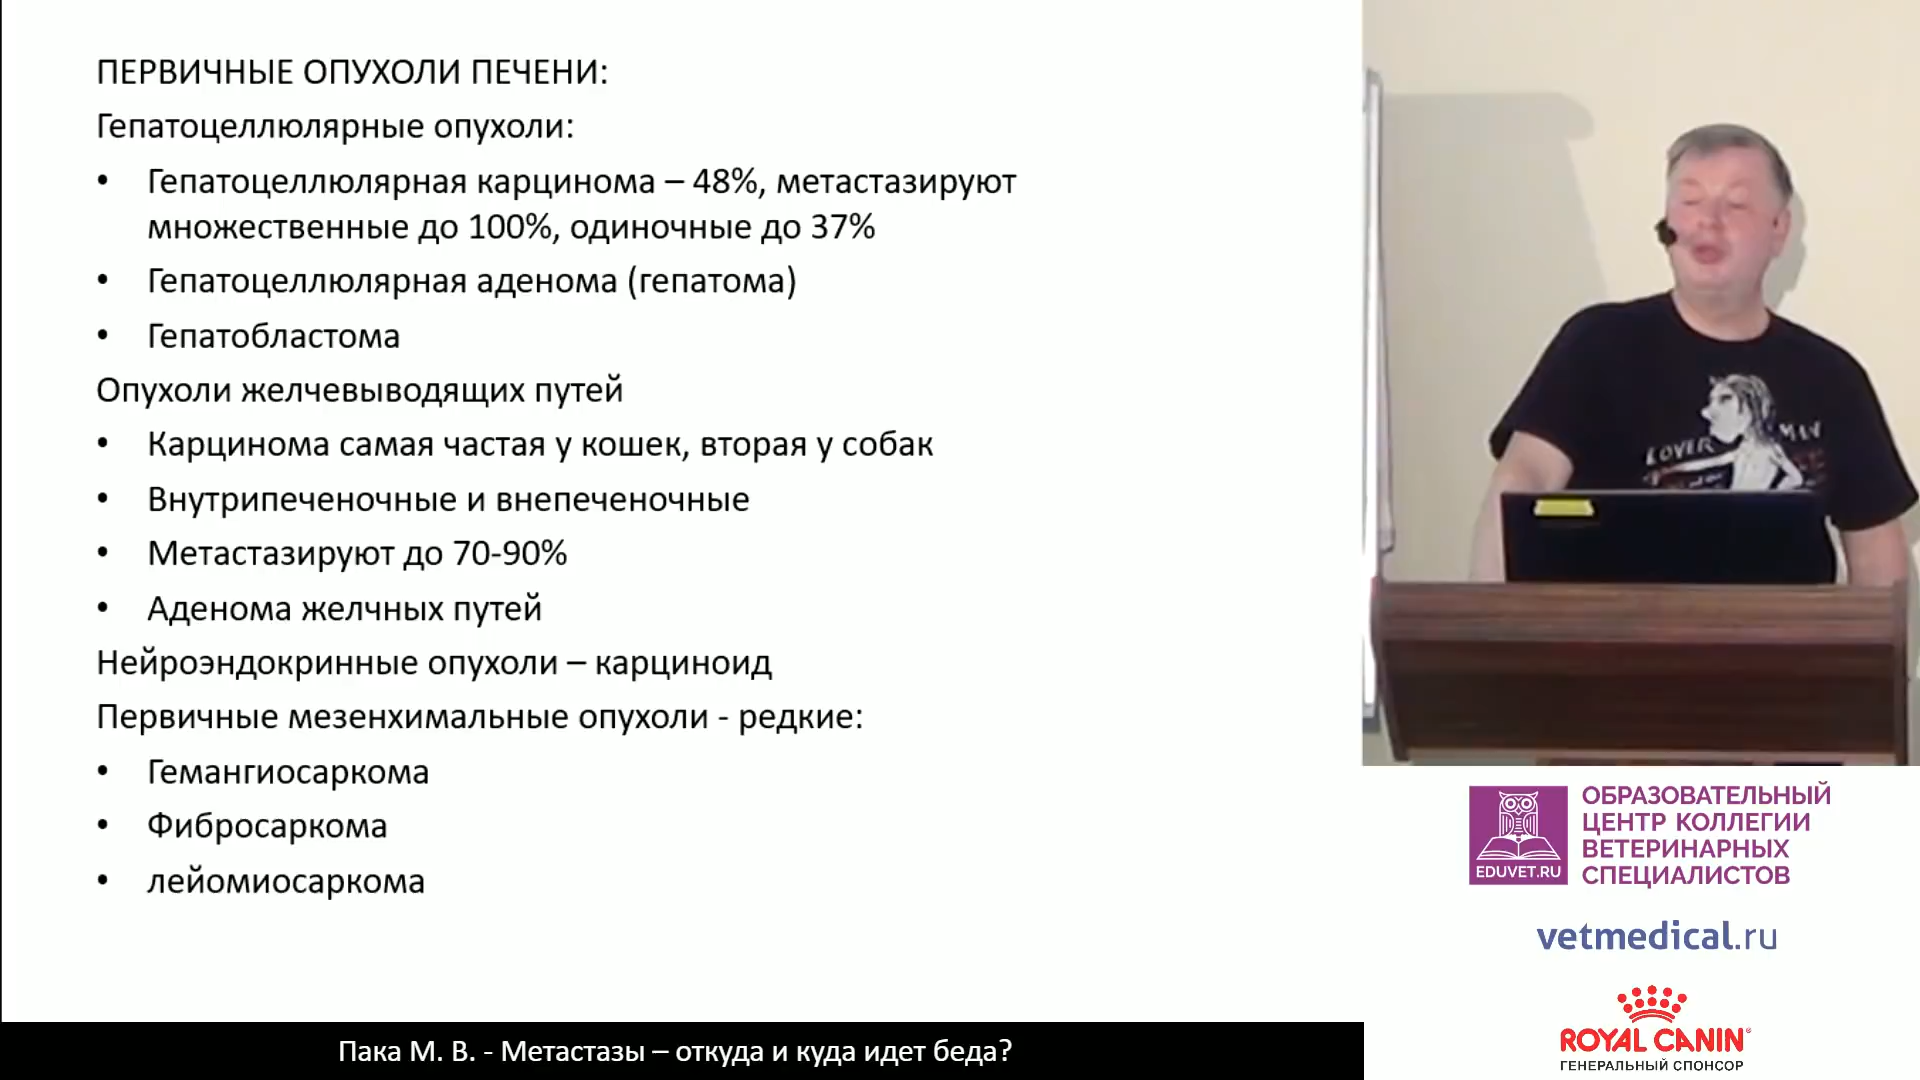 ПЕРВИЧНЫЕ ОПУХОЛИ ПЕЧЕНИ:
Гепатоцеллюлярные опухоли:
• Гепатоцеллюлярная карцинома – 48%, метастазируют
множественные до 100%, одиночные до 37%
• Гепатоцеллюлярная аденома (гепатома)
• Гепатобластома
Опухоли желчевыводящих путей
• Карцинома самая частая у кошек, вторая у собак
• Внутрипеченочные и внепеченочные
• Метастазируют до 70-90%
• Аденома желчных путей
Нейроэндокринные опухоли – карциноид
Первичные мезенхимальные опухоли - редкие:
• Гемангиосаркома
• Фибросаркома
• лейомиосаркома
Пака М. В. - Метастазы – откуда и куда идет беда?
LOVER MAN
EDUVET.RU
ОБРАЗОВАТЕЛЬНЫЙ
ЦЕНТР КОЛЛЕГИИ
ВЕТЕРИНАРНЫХ
СПЕЦИАЛИСТОВ
vetmedical.ru
ROYAL CANIN®
ГЕНЕРАЛЬНЫЙ СПОНСОР